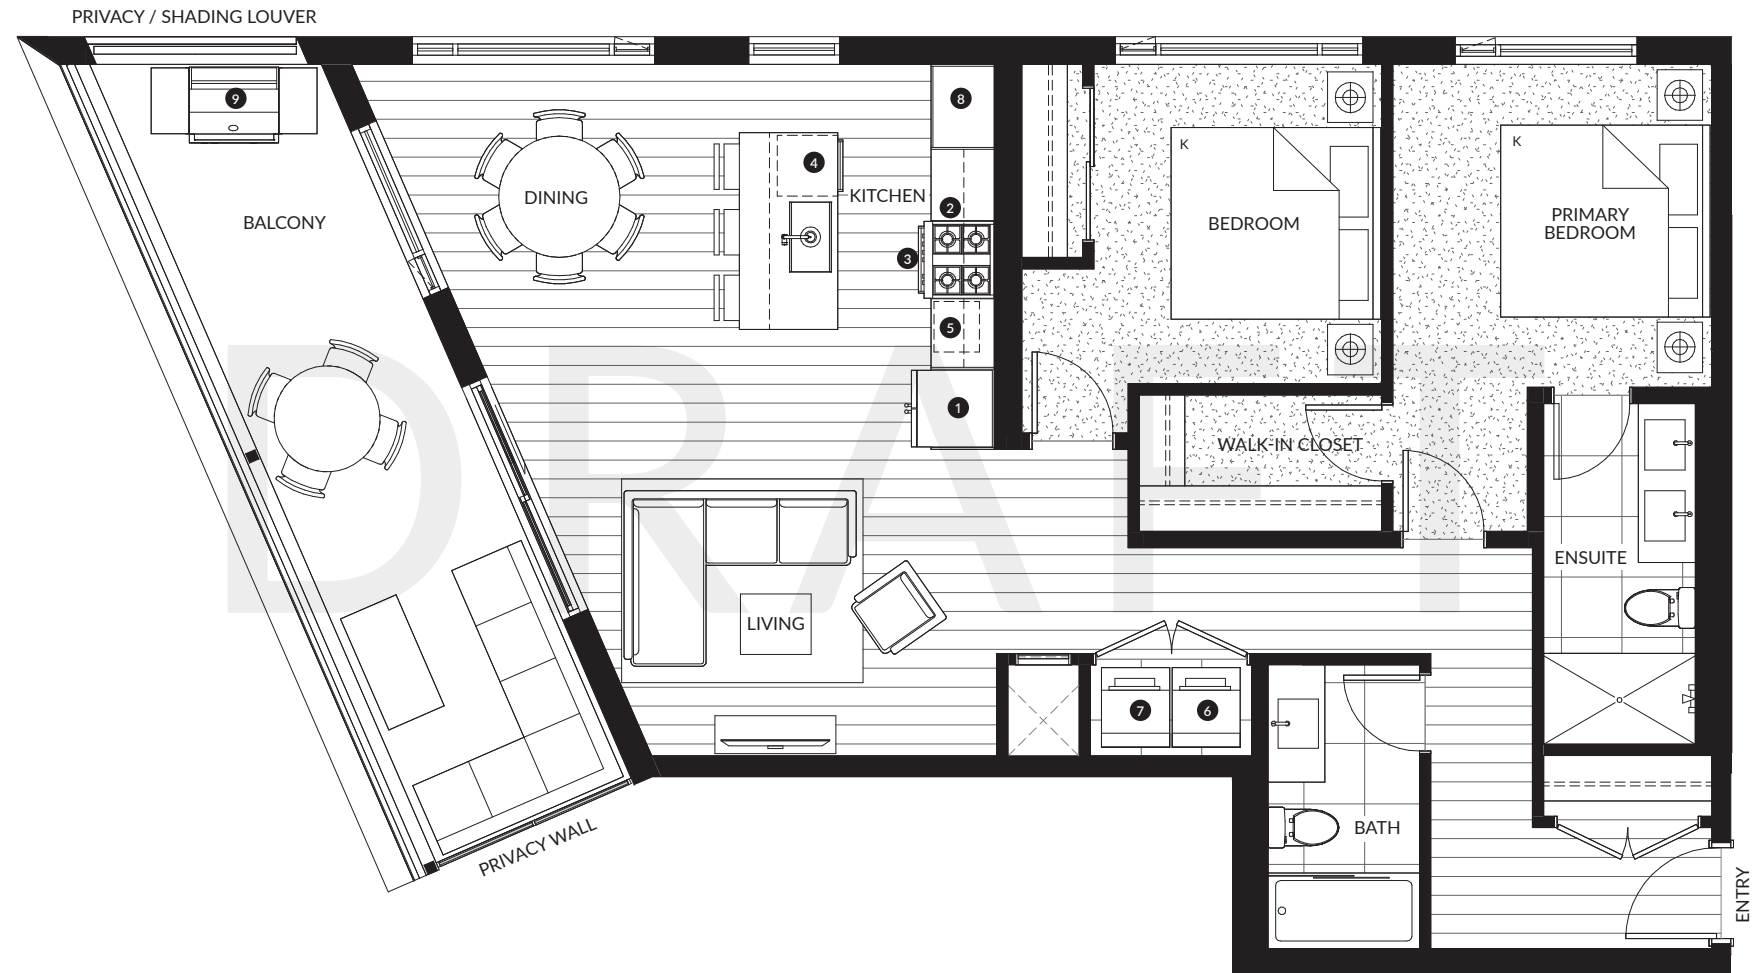 PRIVACY / SHADING LOUVER
9
8
4
KITCHEN
DINING
2
3
5
1
BALCONY
K
BEDROOM
K
PRIMARY
BEDROOM
WALK-IN CLOSET
DRAFT
ENSUITE
LIVING
7
6
BATH
PRIVACY WALL
ENTRY